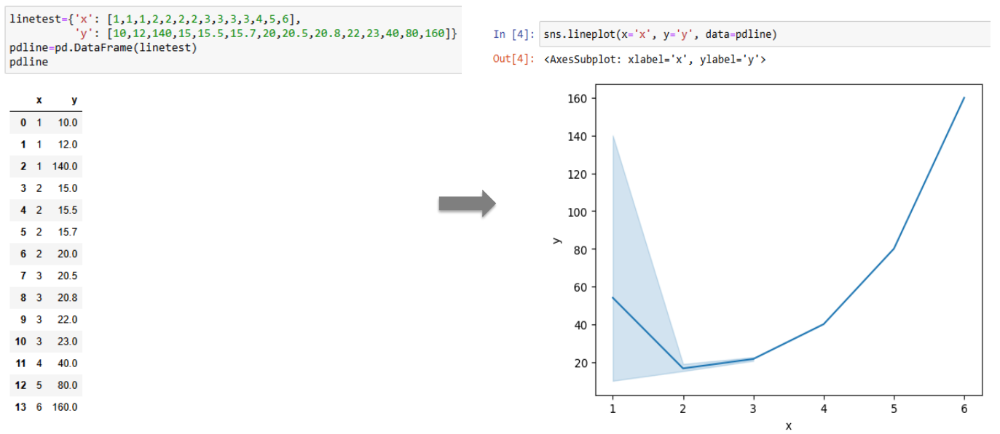 linetest={'x': [1,1,1,2,2,2,2,3,3,3,3,4,5,6],
'y': [10,12,140,15,15.5,15.7,20,20.5,20.8,22,23,40,80,160]}
pdline=pd.DataFrame(linetest)
pdline
x y
0 1 10.0
1 1 12.0
2 1 140.0
3 2 15.0
4 2 15.5
5 2 15.7
6 2 20.0
7 3 20.5
8 3 20.8
9 3 22.0
10 3 23.0
11 4 40.0
12 5 80.0
13 6 160.0
In [4]: sns.lineplot(x='x', y='y', data=pdline)
Out[4]: <AxesSubplot: xlabel='x', ylabel='y'>
160
140
120
100
80
60
40
20
y
1 2 3 4 5 6
x